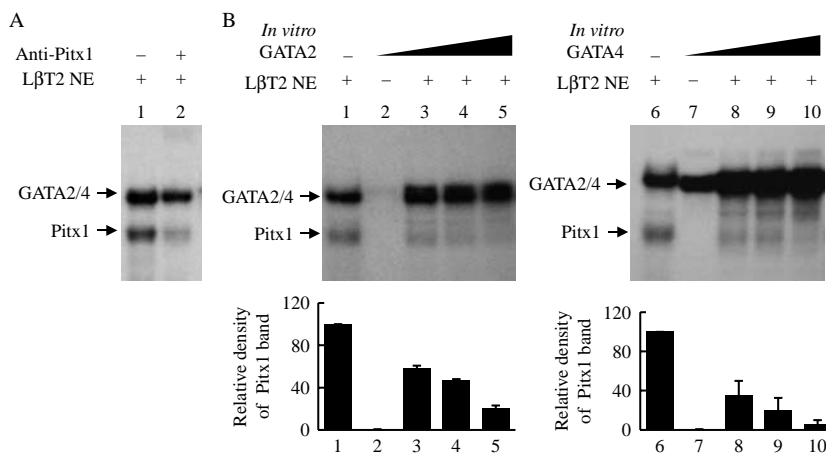 A
Anti-Pitx1 – +
LβT2 NE + +
1 2
GATA2/4
Pitx1
B
In vitro
GATA2 –
LβT2 NE + – + + +
1 2 3 4 5
GATA2/4
Pitx1
Relative density
of Pitx1 band
120
80
40
0
1 2 3 4 5
In vitro
GATA4 –
LβT2 NE + – + + +
6 7 8 9 10
GATA2/4
Pitx1
Relative density
of Pitx1 band
120
80
40
0
6 7 8 9 10